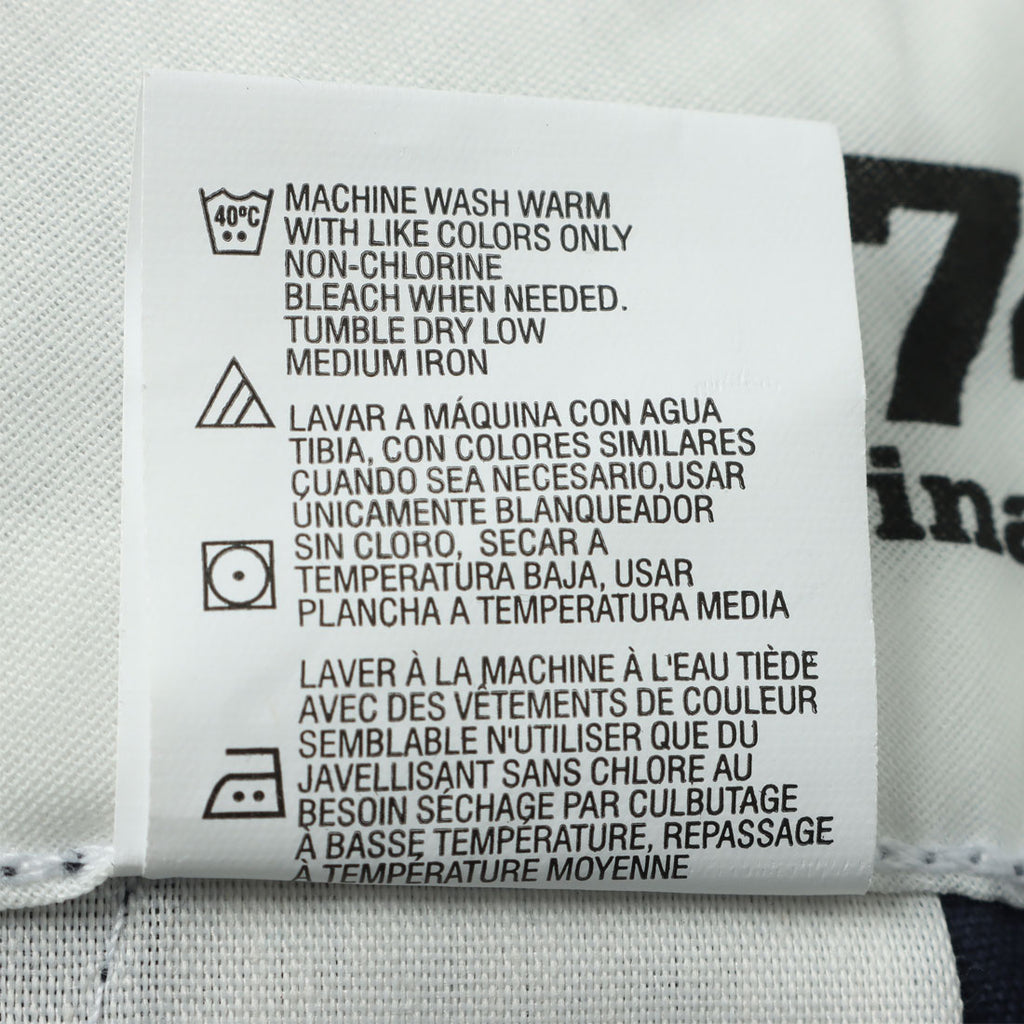 40°C
MACHINE WASH WARM
WITH LIKE COLORS ONLY
NON-CHLORINE
BLEACH WHEN NEEDED.
TUMBLE DRY LOW
MEDIUM IRON
LAVAR A MÁQUINA CON AGUA
TIBIA, CON COLORES SIMILARES
CUANDO SEA NECESARIO,USAR
ÚNICAMENTE BLANQUEADOR
SIN CLORO, SECAR A
TEMPERATURA BAJA, USAR
PLANCHA A TEMPERATURA MEDIA
LAVER À LA MACHINE À L'EAU TIÈDE
AVEC DES VÊTEMENTS DE COULEUR
SEMBLABLE N'UTILISER QUE DU
JAVELLISANT SANS CHLORE AU
BESOIN SÉCHAGE PAR CULBUTAGE
À BASSE TEMPÉRATURE, REPASSAGE
À TEMPÉRATURE MOYENNE
7
ina